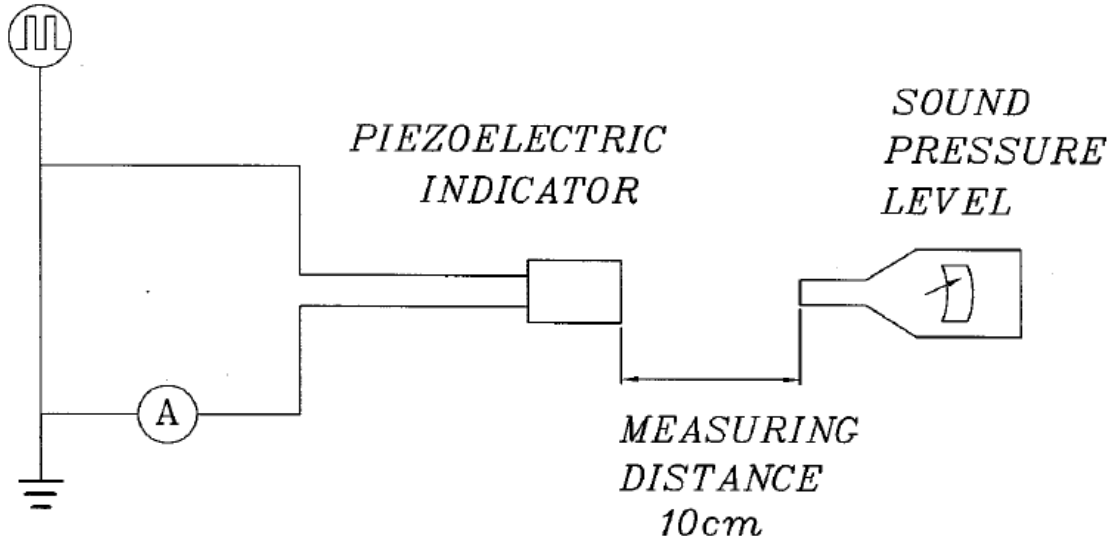 PIEZOELECTRIC
INDICATOR
SOUND
PRESSURE
LEVEL
A
MEASURING
DISTANCE
10cm